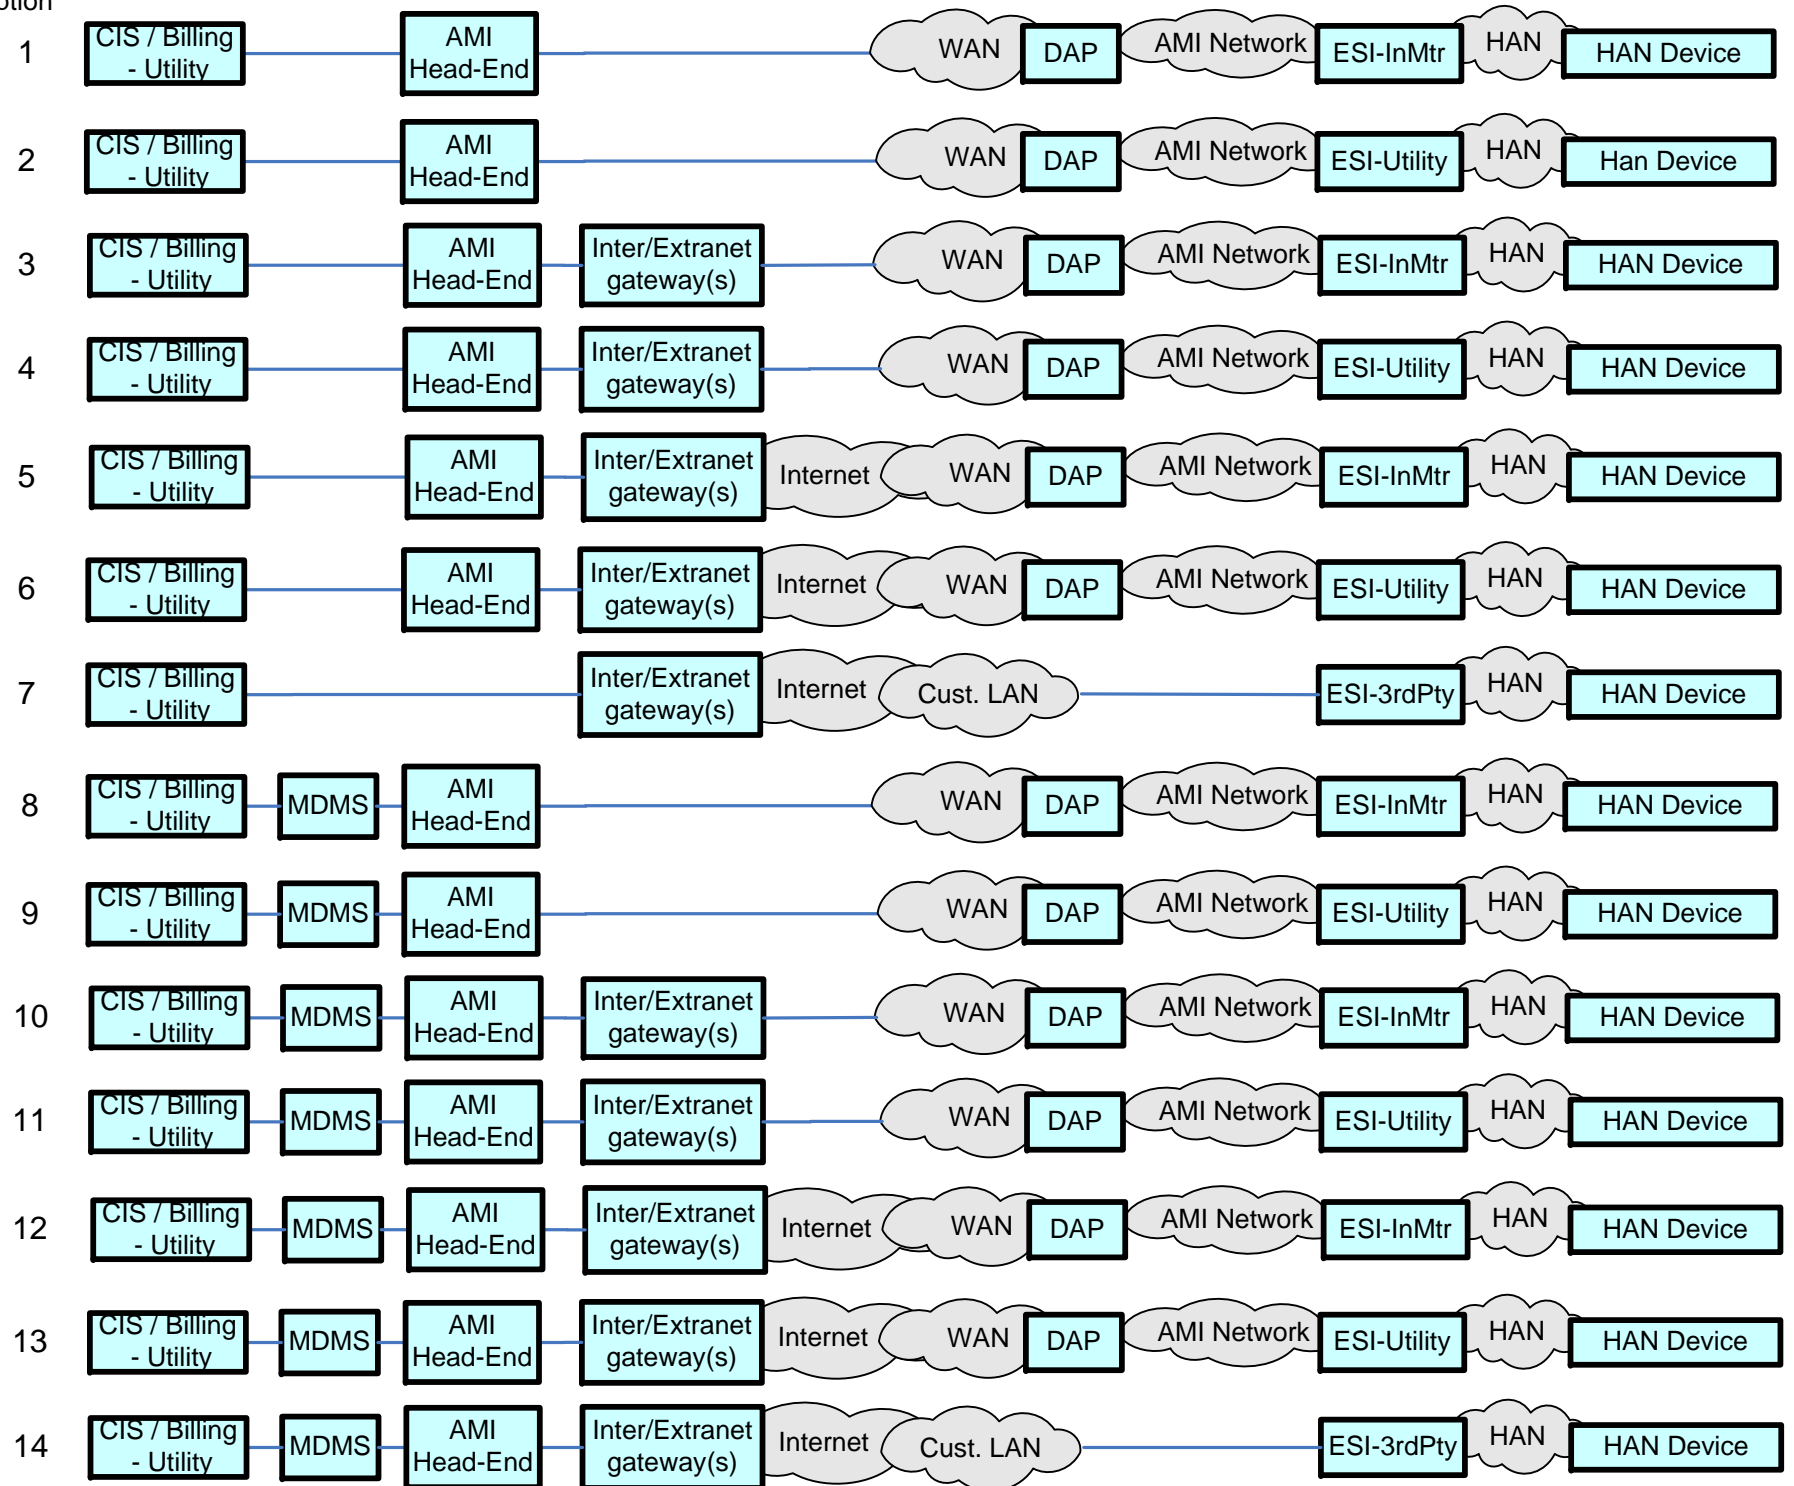 1 CIS / Billing AMI WAN DAP AMI Network ESI-InMtr HAN HAN Device
- Utility Head-End
2 CIS / Billing AMI WAN DAP AMI Network ESI-Utility HAN Han Device
- Utility Head-End
3 CIS / Billing AMI Inter/Extranet WAN DAP AMI Network ESI-InMtr HAN HAN Device
- Utility Head-End gateway(s)
4 CIS / Billing AMI Inter/Extranet WAN DAP AMI Network ESI-Utility HAN HAN Device
- Utility Head-End gateway(s)
5 CIS / Billing AMI Inter/Extranet Internet WAN DAP AMI Network ESI-InMtr HAN HAN Device
- Utility Head-End gateway(s)
6 CIS / Billing AMI Inter/Extranet Internet WAN DAP AMI Network ESI-Utility HAN HAN Device
- Utility Head-End gateway(s)
7 CIS / Billing Inter/Extranet Internet Cust. LAN ESI-3rdPty HAN HAN Device
- Utility gateway(s)
8 CIS / Billing MDMS AMI WAN DAP AMI Network ESI-InMtr HAN HAN Device
- Utility Head-End
9 CIS / Billing MDMS AMI WAN DAP AMI Network ESI-Utility HAN HAN Device
- Utility Head-End
10 CIS / Billing MDMS AMI Inter/Extranet WAN DAP AMI Network ESI-InMtr HAN HAN Device
- Utility Head-End gateway(s)
11 CIS / Billing MDMS AMI Inter/Extranet WAN DAP AMI Network ESI-Utility HAN HAN Device
- Utility Head-End gateway(s)
12 CIS / Billing MDMS AMI Inter/Extranet Internet WAN DAP AMI Network ESI-InMtr HAN HAN Device
- Utility Head-End gateway(s)
13 CIS / Billing MDMS AMI Inter/Extranet Internet WAN DAP AMI Network ESI-Utility HAN HAN Device
- Utility Head-End gateway(s)
14 CIS / Billing MDMS AMI Inter/Extranet Internet Cust. LAN ESI-3rdPty HAN HAN Device
- Utility Head-End gateway(s)